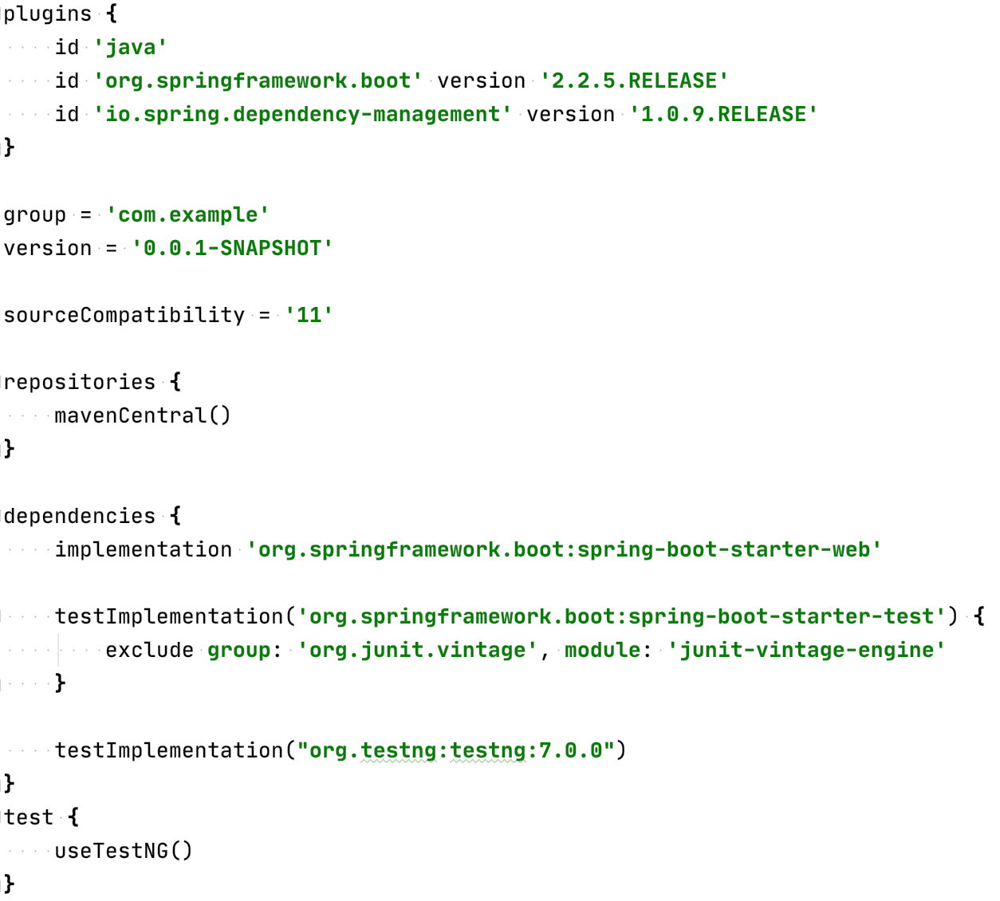 plugins {
    id 'java'
    id 'org.springframework.boot' version '2.2.5.RELEASE'
    id 'io.spring.dependency-management' version '1.0.9.RELEASE'
}

group = 'com.example'
version = '0.0.1-SNAPSHOT'

sourceCompatibility = '11'

repositories {
    mavenCentral()
}

dependencies {
    implementation 'org.springframework.boot:spring-boot-starter-web'

    testImplementation('org.springframework.boot:spring-boot-starter-test') {
        exclude group: 'org.junit.vintage', module: 'junit-vintage-engine'
    }

    testImplementation("org.testng:testng:7.0.0")
}
test {
    useTestNG()
}